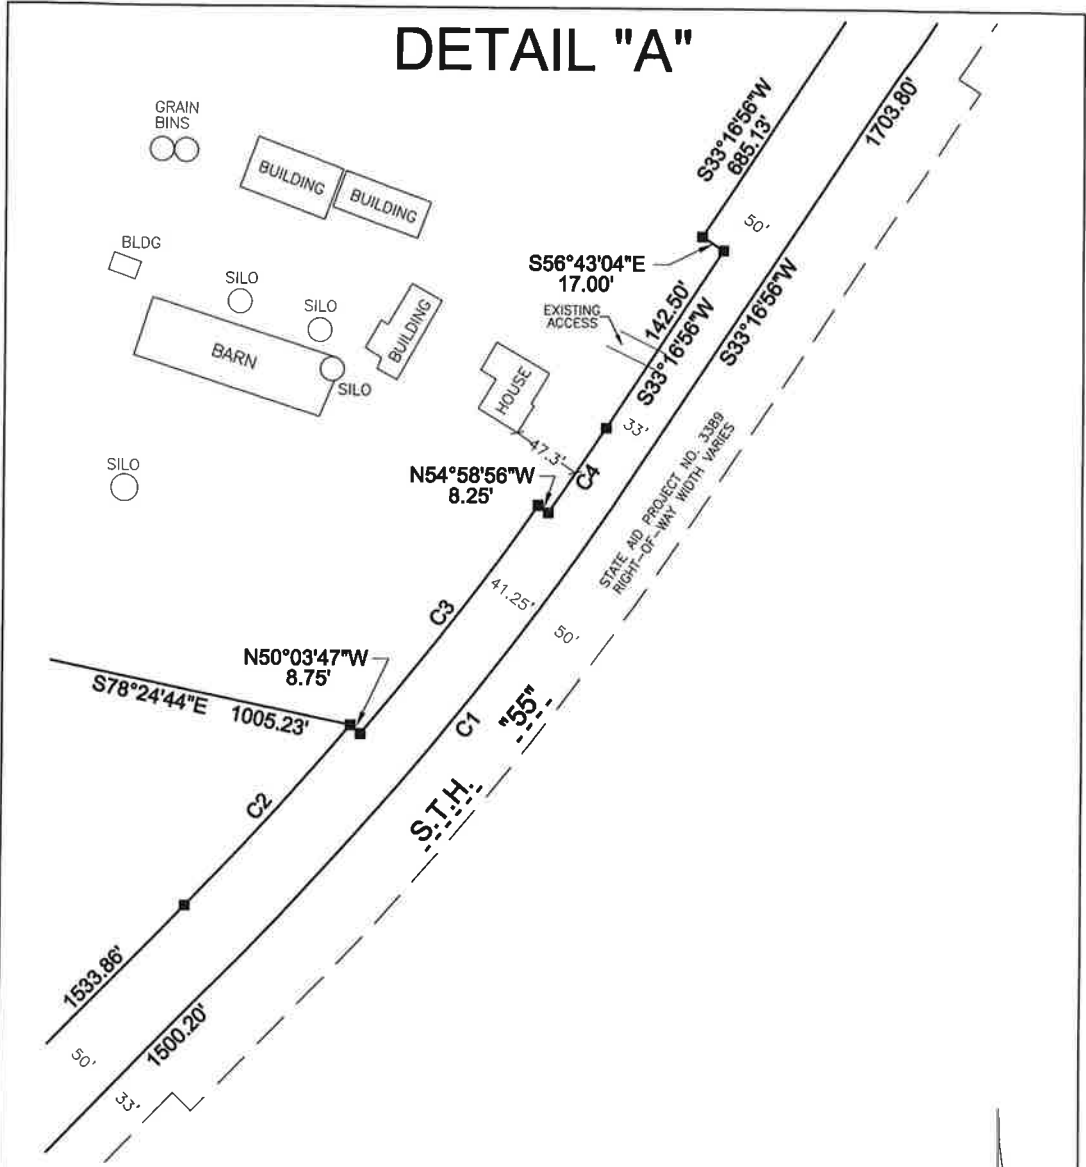 DETAIL "A"
GRAIN
BINS
BUILDING
BUILDING
S33°16'56"W
685.13'
1703.80'
50'
BLDG
SILO
SILO
S56°43'04"E
17.00'
EXISTING
ACCESS
142.50'
S33°16'56"W
S33°16'56"W
BUILDING
BARN
SILO
HOUSE
33'
47.3'
C4
STATE AID PROJECT NO. 3389
RIGHT-OF-WAY WIDTH VARIES
SILO
N54°58'56"W
8.25'
41.25'
C3
50'
N50°03'47"W
8.75'
S78°24'44"E 1005.23'
C1
"55"
S.T.H.
C2
1533.86'
1500.20'
50'
33'